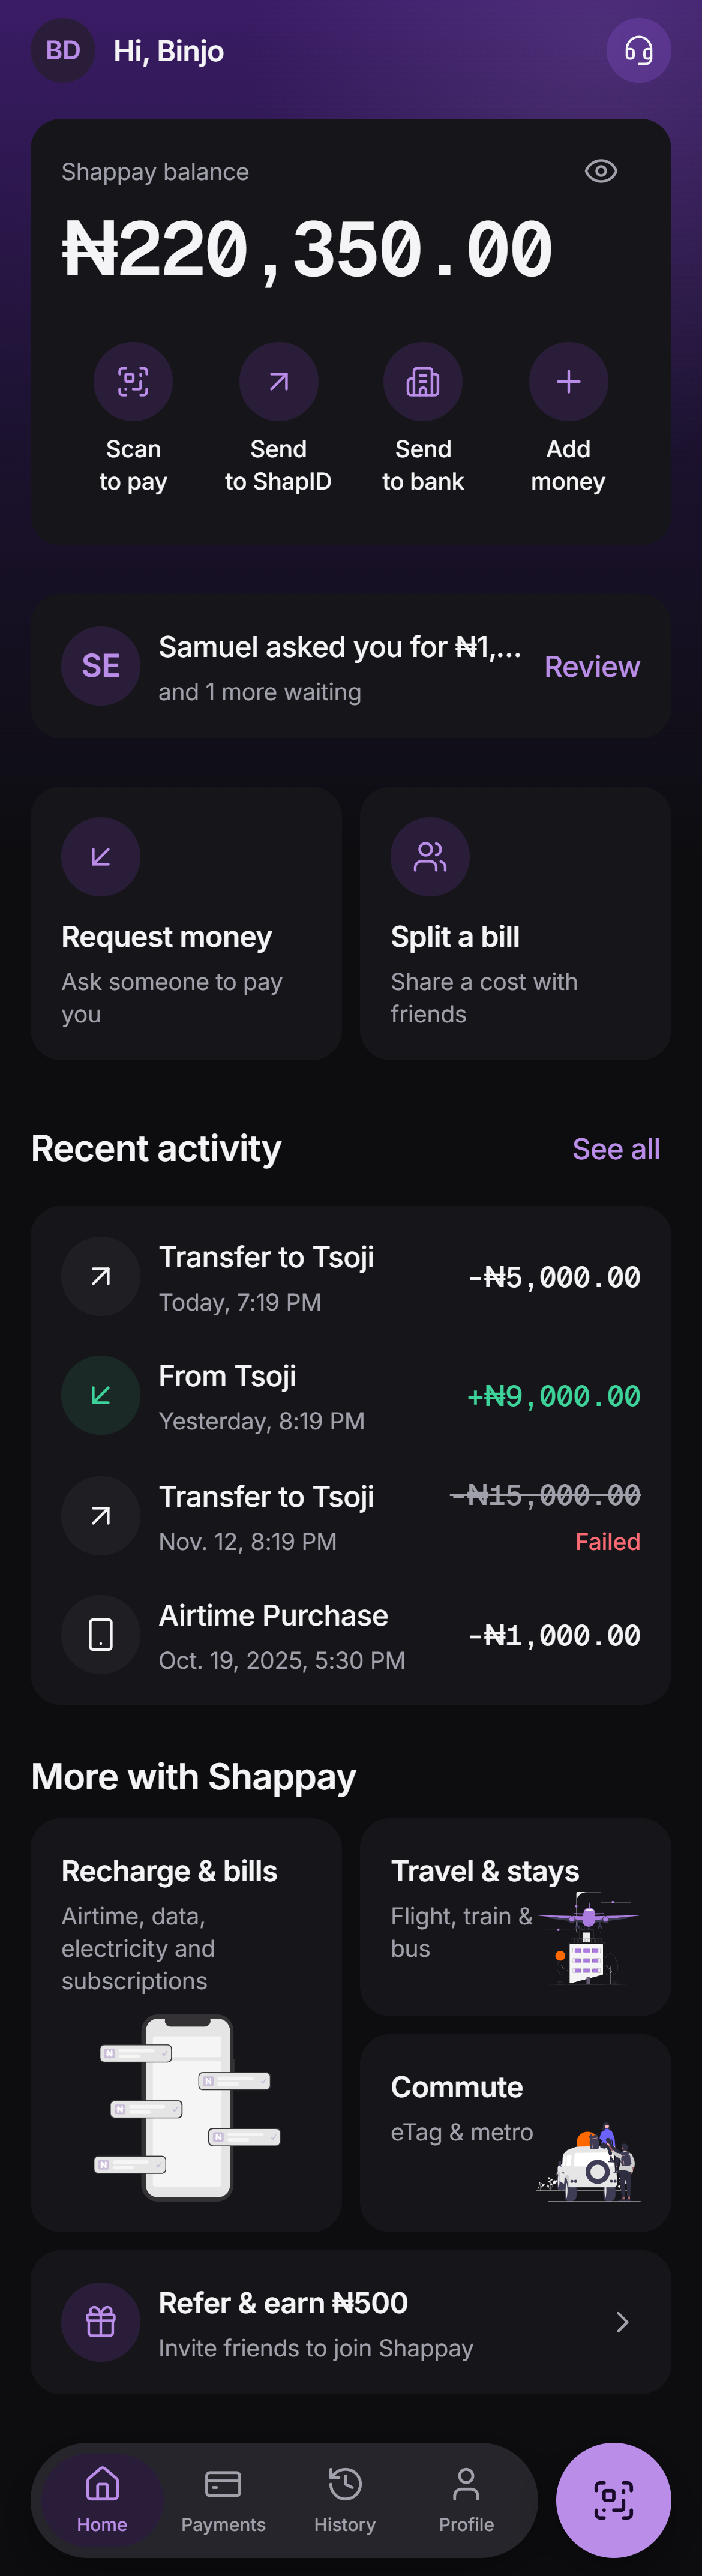 BD
Hi, Binjo
Shappay balance
₦220,350.00
Scan
to pay
Send
to ShapID
Send
to bank
Add
money
SE
Samuel asked you for ₦1,...
and 1 more waiting
Review
Request money
Ask someone to pay
you
Split a bill
Share a cost with
friends
Recent activity
See all
Transfer to Tsoji
Today, 7:19 PM
-₦5,000.00
From Tsoji
Yesterday, 8:19 PM
+₦9,000.00
Transfer to Tsoji
Nov. 12, 8:19 PM
-₦15,000.00
Failed
Airtime Purchase
Oct. 19, 2025, 5:30 PM
-₦1,000.00
More with Shappay
Recharge & bills
Airtime, data,
electricity and
subscriptions
N
N
N
N
N
Travel & stays
Flight, train &
bus
Commute
eTag & metro
Refer & earn ₦500
Invite friends to join Shappay
Home
Payments
History
Profile